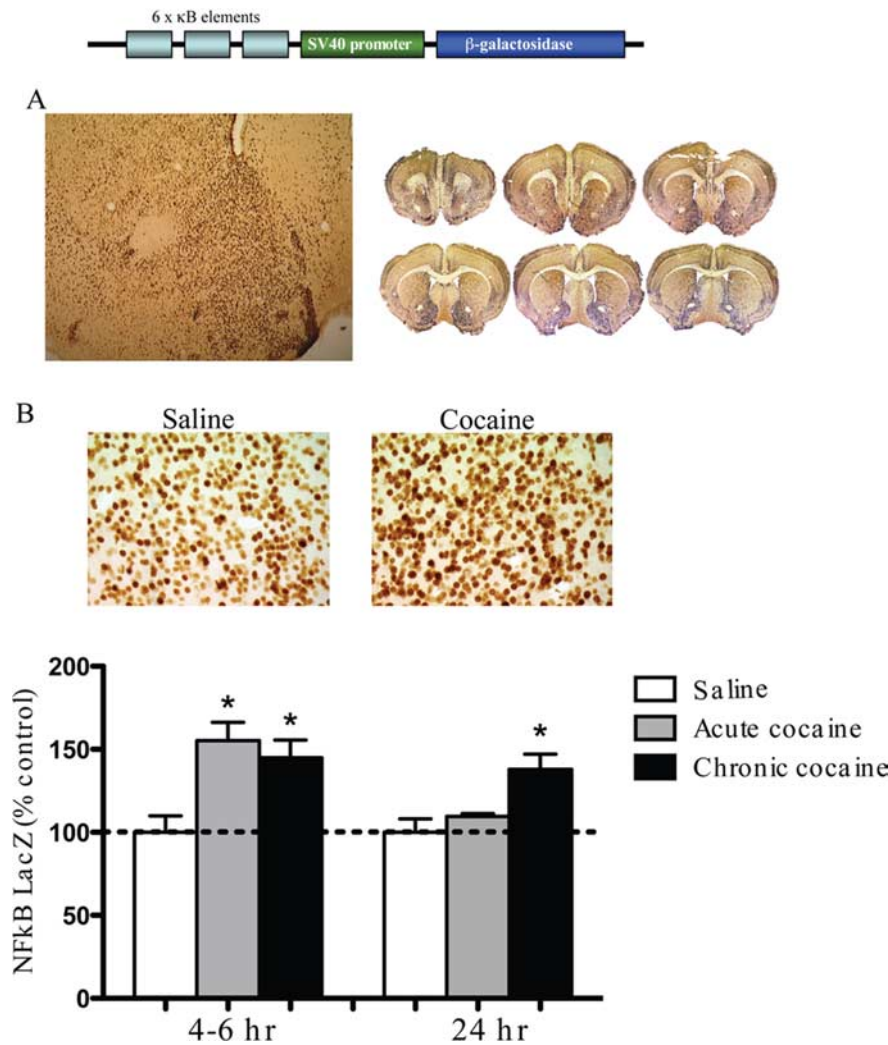 6 x κB elements
SV40 promoter
β-galactosidase
A
B
Saline
Cocaine
NFkB LacZ (% control)
200
150
100
50
0
*
*
*
4-6 hr
24 hr
Saline
Acute cocaine
Chronic cocaine